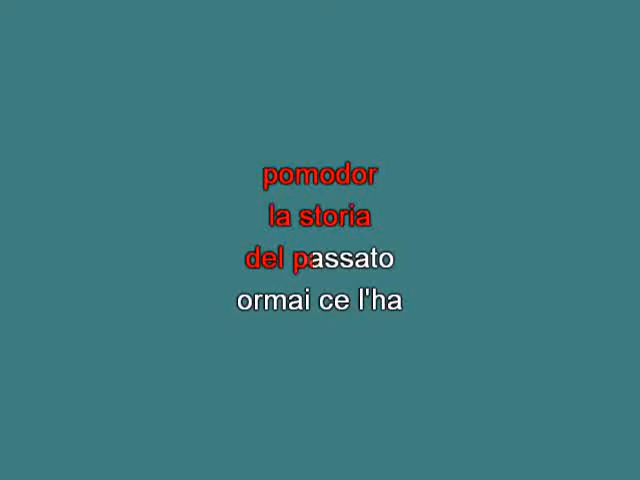 pomodor
la storia
del passato
ormai ce l'ha